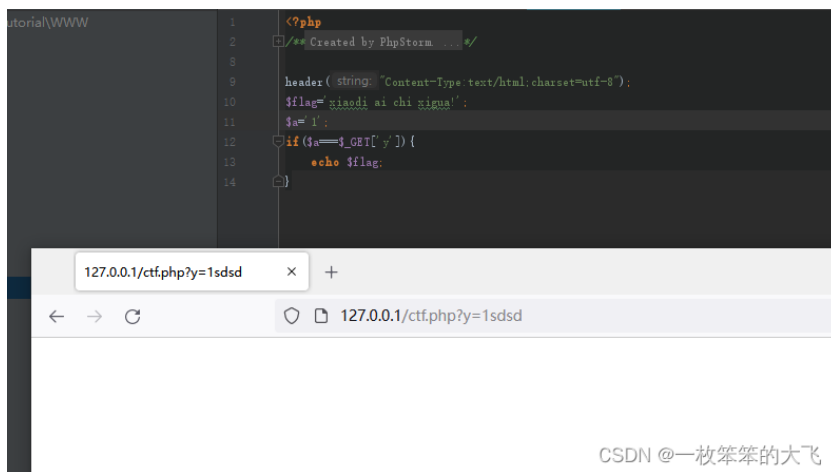 utorial\WWW
1 <?php
2 /** Created by PhpStorm. ...*/
8
9 header( string: "Content-Type:text/html;charset=utf-8");
10 $flag='xiaodi ai chi xigua!';
11 $a='1';
12 if($a===$_GET['y']){
13 echo $flag;
14 }
127.0.0.1/ctf.php?y=1sdsd
127.0.0.1/ctf.php?y=1sdsd
CSDN @一枚笨笨的大飞